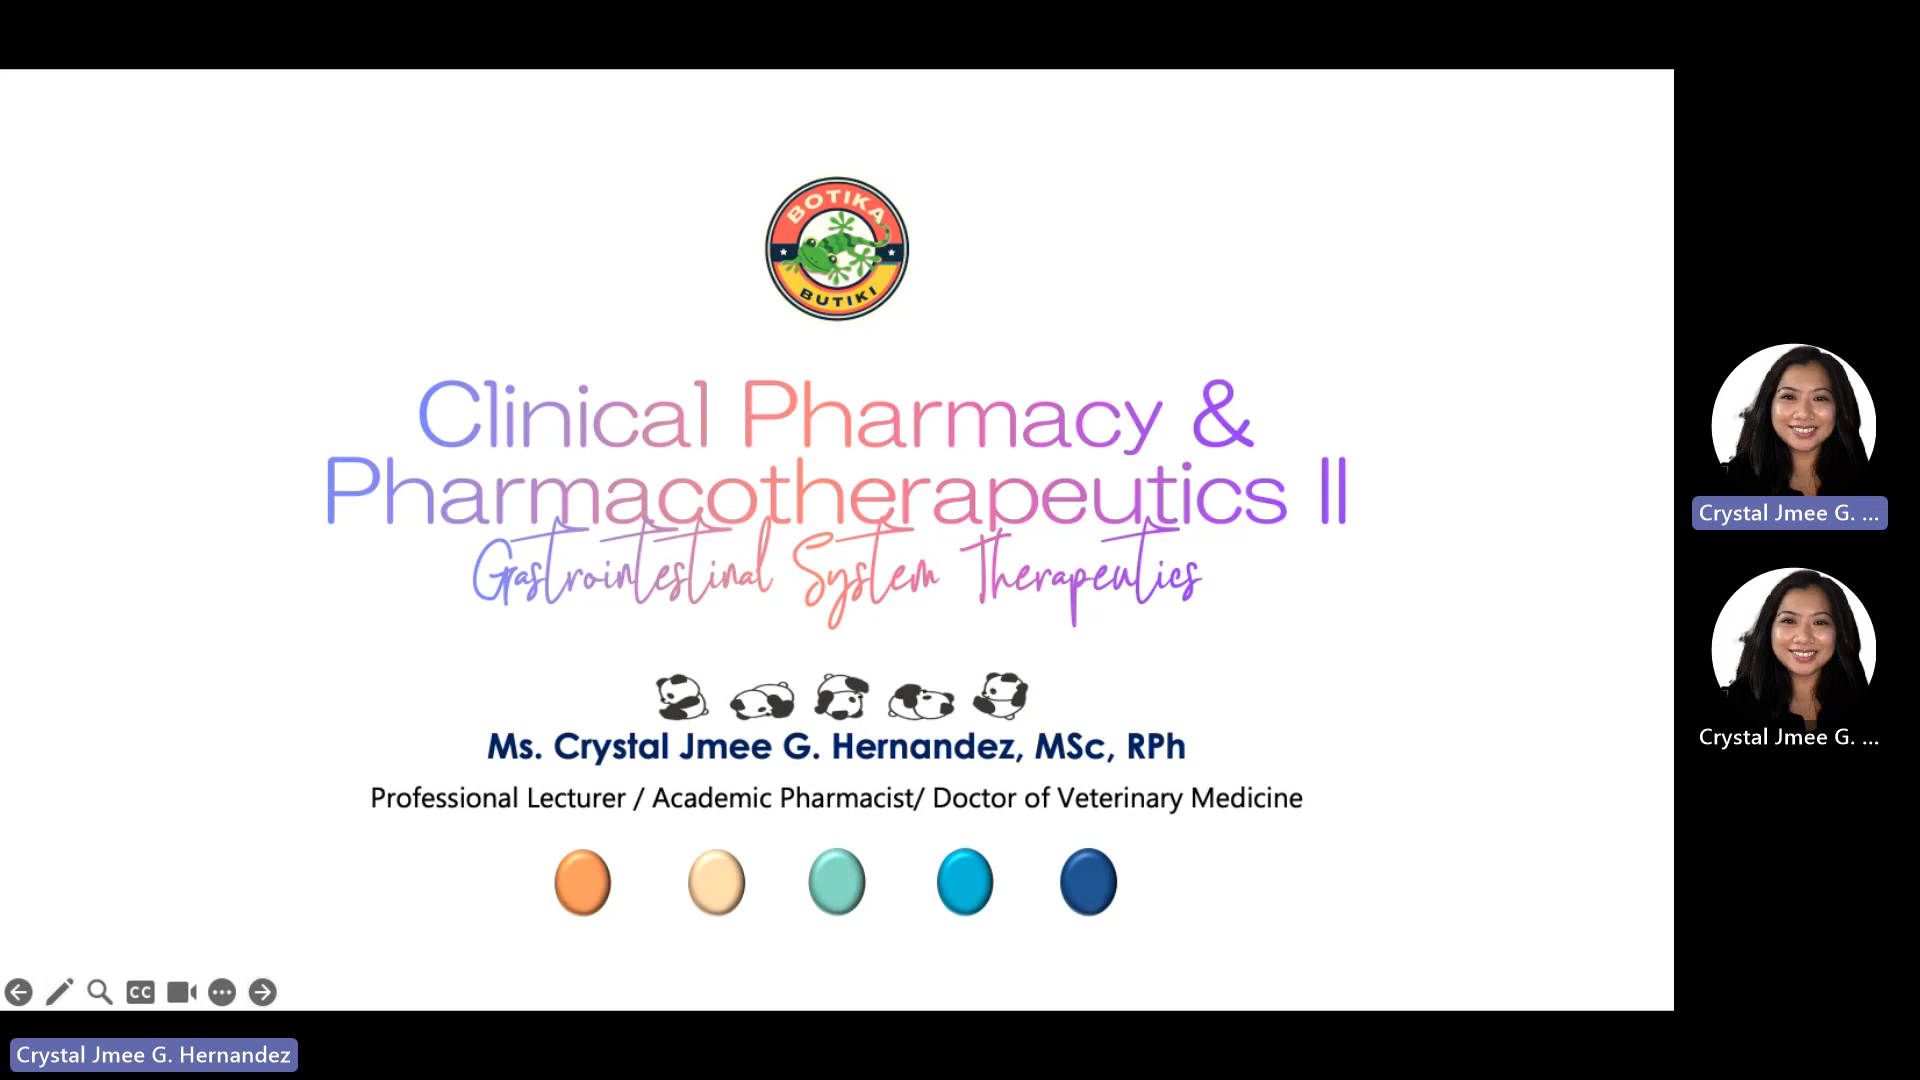 BOTIKA
BUTIKI
Clinical Pharmacy &
Pharmacotherapeutics II
Gastrointestinal System Therapeutics
Ms. Crystal Jmee G. Hernandez, MSc, RPh
Professional Lecturer / Academic Pharmacist/ Doctor of Veterinary Medicine
CC
Crystal Jmee G. Hernandez
Crystal Jmee G. ...
Crystal Jmee G. ...